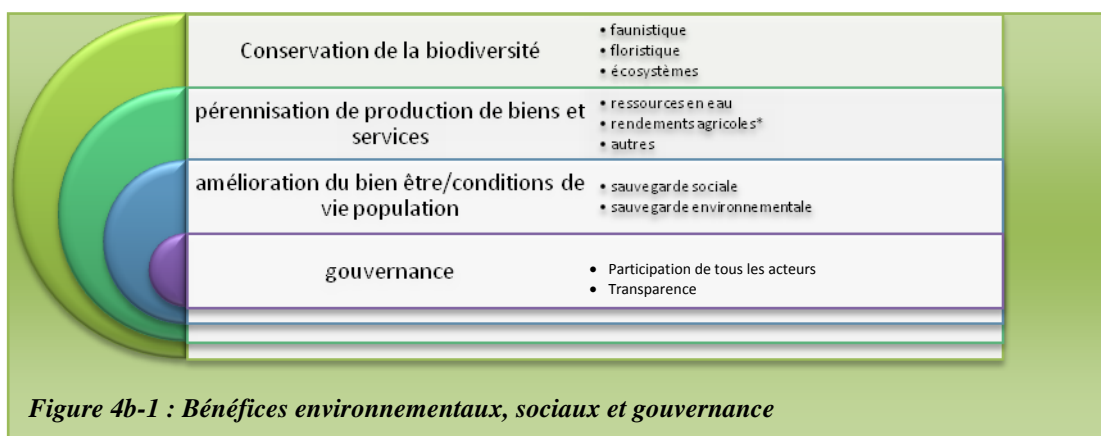 Conservation de la biodiversité
• faunistique
• floristique
• écosystèmes
pérennisation de production de biens et
services
• ressources en eau
• rendements agricoles*
• autres
amélioration du bien être/conditions de
vie population
• sauvegarde sociale
• sauvegarde environnementale
gouvernance
• Participation de tous les acteurs
• Transparence
Figure 4b-1 : Bénéfices environnementaux, sociaux et gouvernance